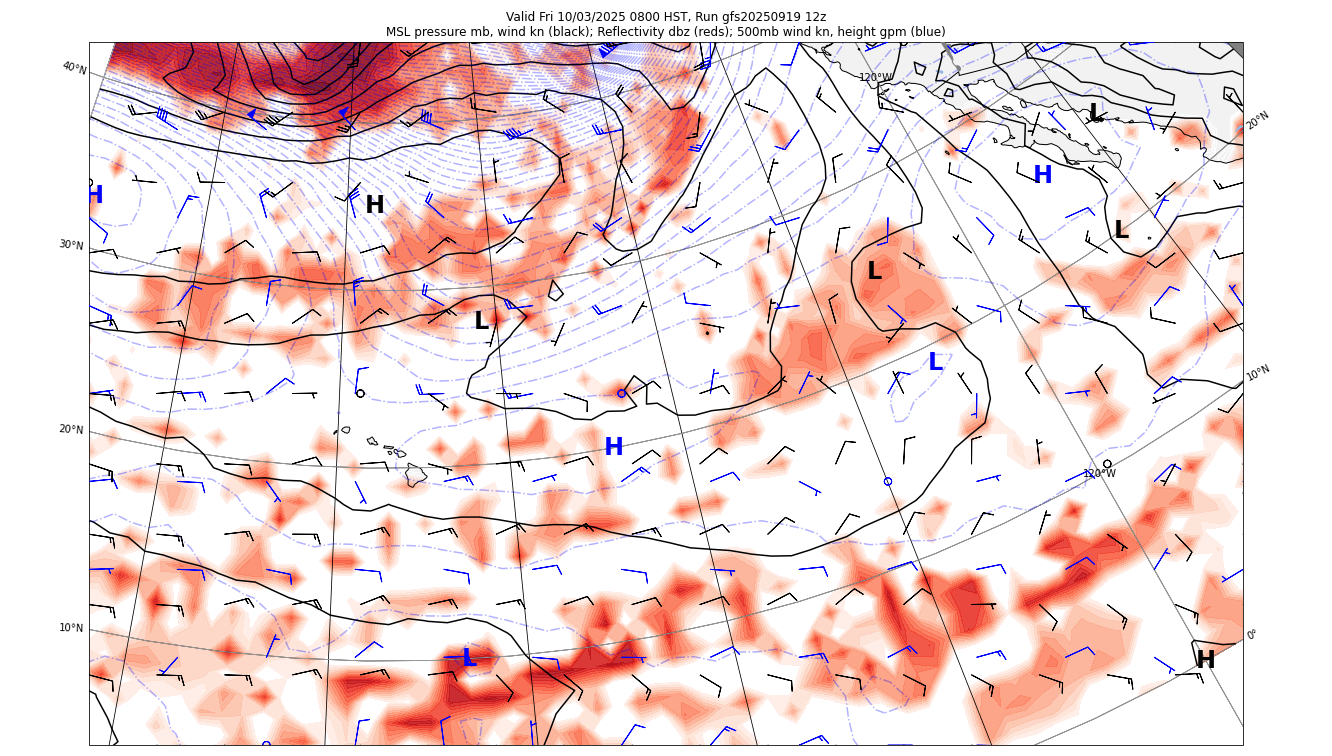 Valid Fri 10/03/2025 0800 HST, Run gfs20250919 12z
MSL pressure mb, wind kn (black); Reflectivity dbz (reds); 500mb wind kn, height gpm (blue)
40°N
120°W
L
20°N
H
H
H
L
30°N
L
L
L
10°N
20°N
H
120°W
10°N
0°
L
H